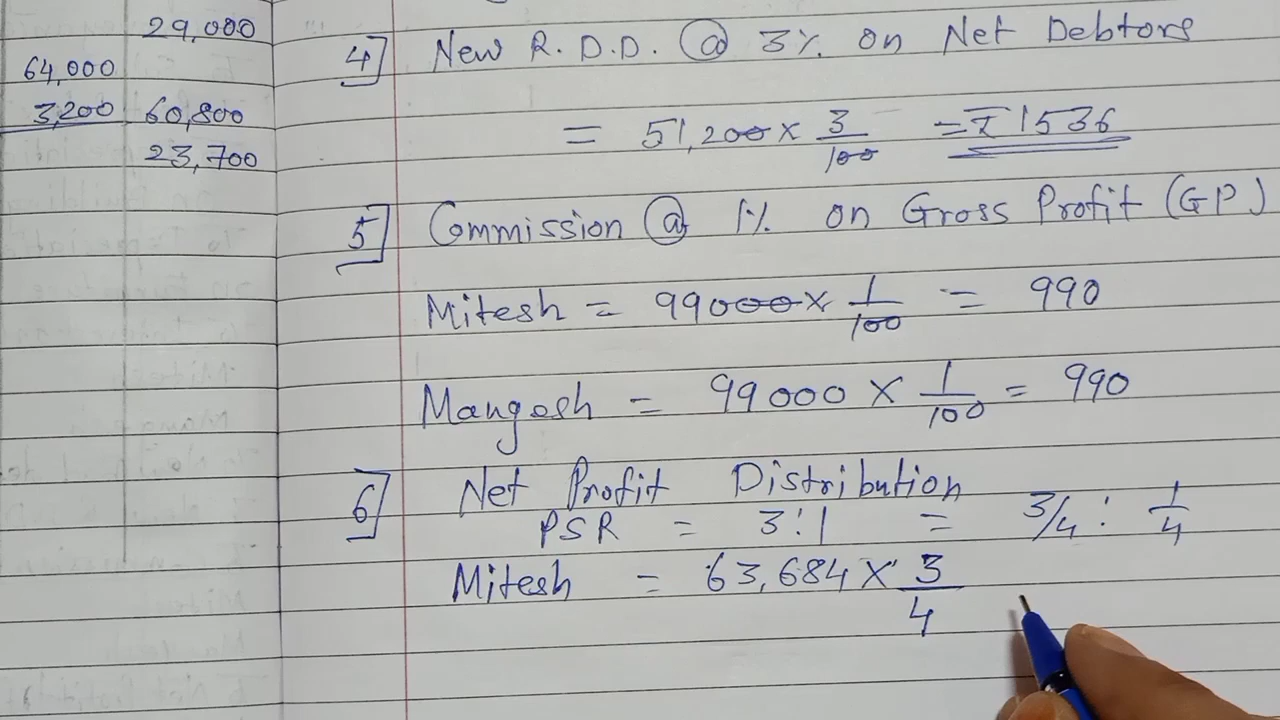 29,000
64,000
3,200 60,800
23,700
4] New R. D. D. @ 3% on Net Debtors
= 51,200 × 3/100 = ₹ 1536
5] Commission @ 1% on Gross Profit (GP)
Mitesh = 99000 × 1/100 = 990
Mangesh = 99000 × 1/100 = 990
6] Net Profit Distribution
PSR = 3:1 = 3/4 : 1/4
Mitesh = 63,684 × 3/4